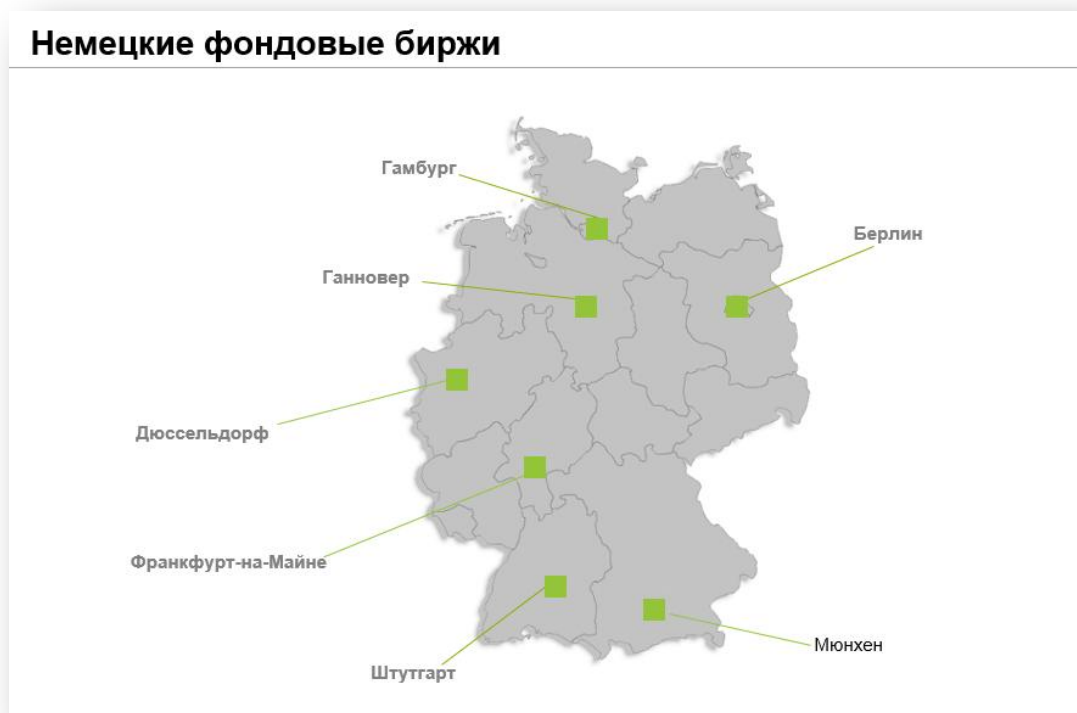 Немецкие фондовые биржи
Гамбург
Берлин
Ганновер
Дюссельдорф
Франкфурт-на-Майне
Мюнхен
Штутгарт